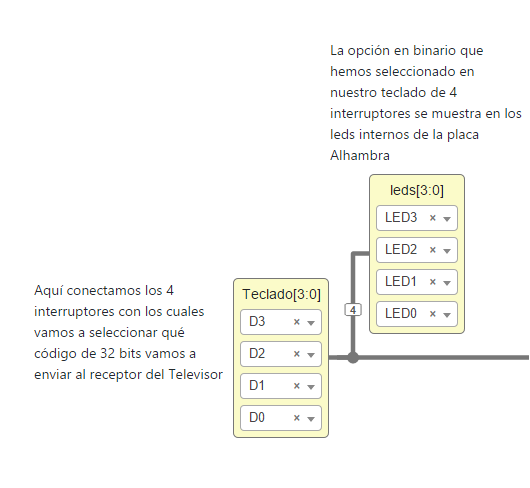 La opción en binario que
hemos seleccionado en
nuestro teclado de 4
interruptores se muestra en los
leds internos de la placa
Alhambra
leds[3:0]
LED3 ×
LED2 ×
LED1 ×
LED0 ×
4
Aquí conectamos los 4
interruptores con los cuales
vamos a seleccionar qué
código de 32 bits vamos a
enviar al receptor del Televisor
Teclado[3:0]
D3 ×
D2 ×
D1 ×
D0 ×